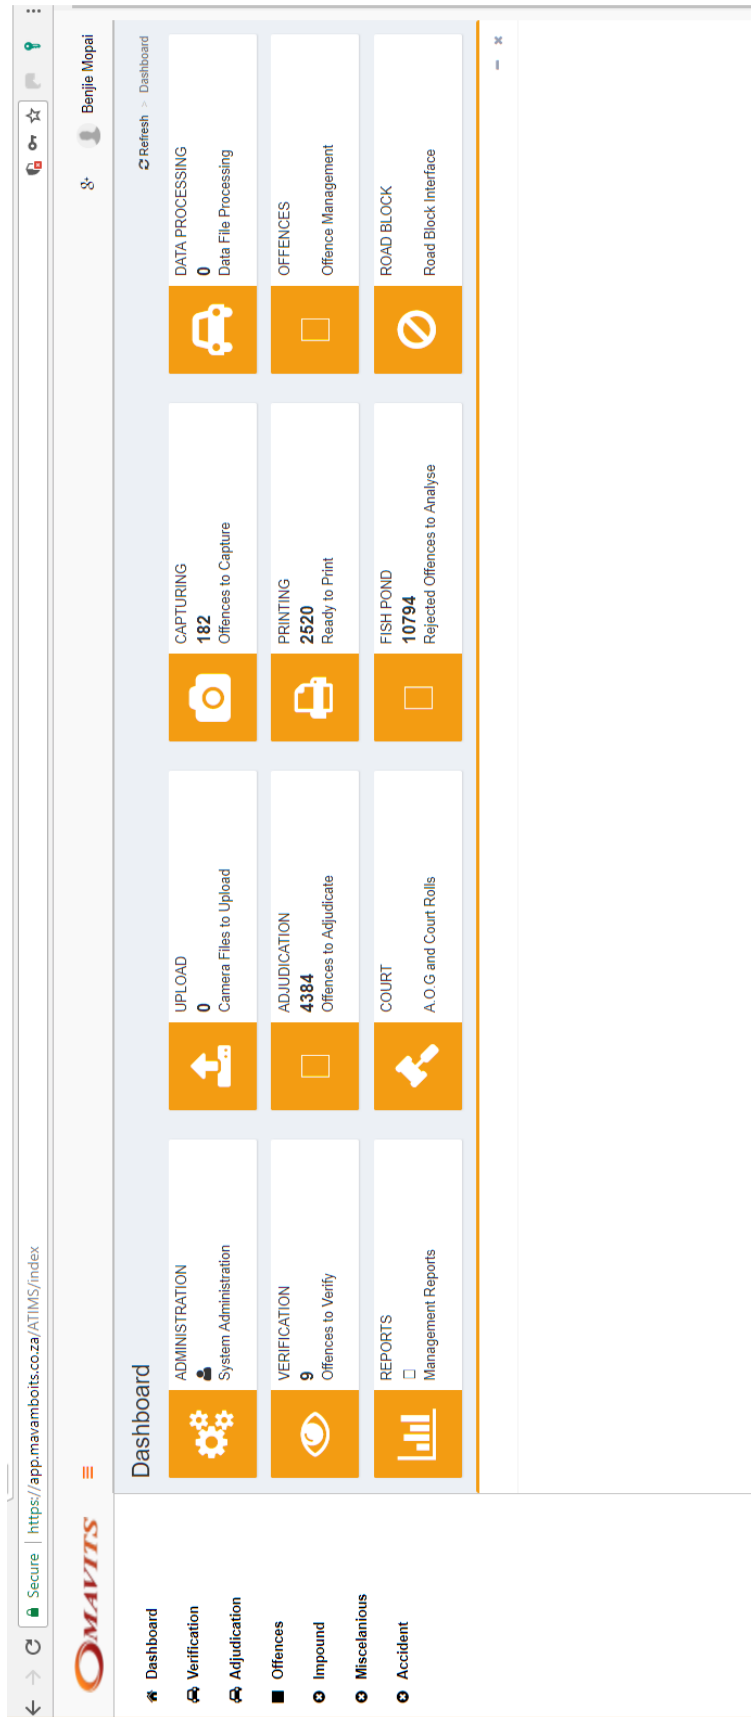 Secure | https://app.mavamboits.co.za/ATIMS/index
OMAVITS
Benjie Mopai
Dashboard
Verification
Adjudication
Offences
Impound
Miscelanious
Accident
Dashboard
Refresh > Dashboard
ADMINISTRATION
System Administration
UPLOAD
0
Camera Files to Upload
CAPTURING
182
Offences to Capture
DATA PROCESSING
0
Data File Processing
VERIFICATION
9
Offences to Verify
ADJUDICATION
4384
Offences to Adjudicate
PRINTING
2520
Ready to Print
OFFENCES
Offence Management
REPORTS
Management Reports
COURT
A.O.G and Court Rolls
FISH POND
10794
Rejected Offences to Analyse
ROAD BLOCK
Road Block Interface